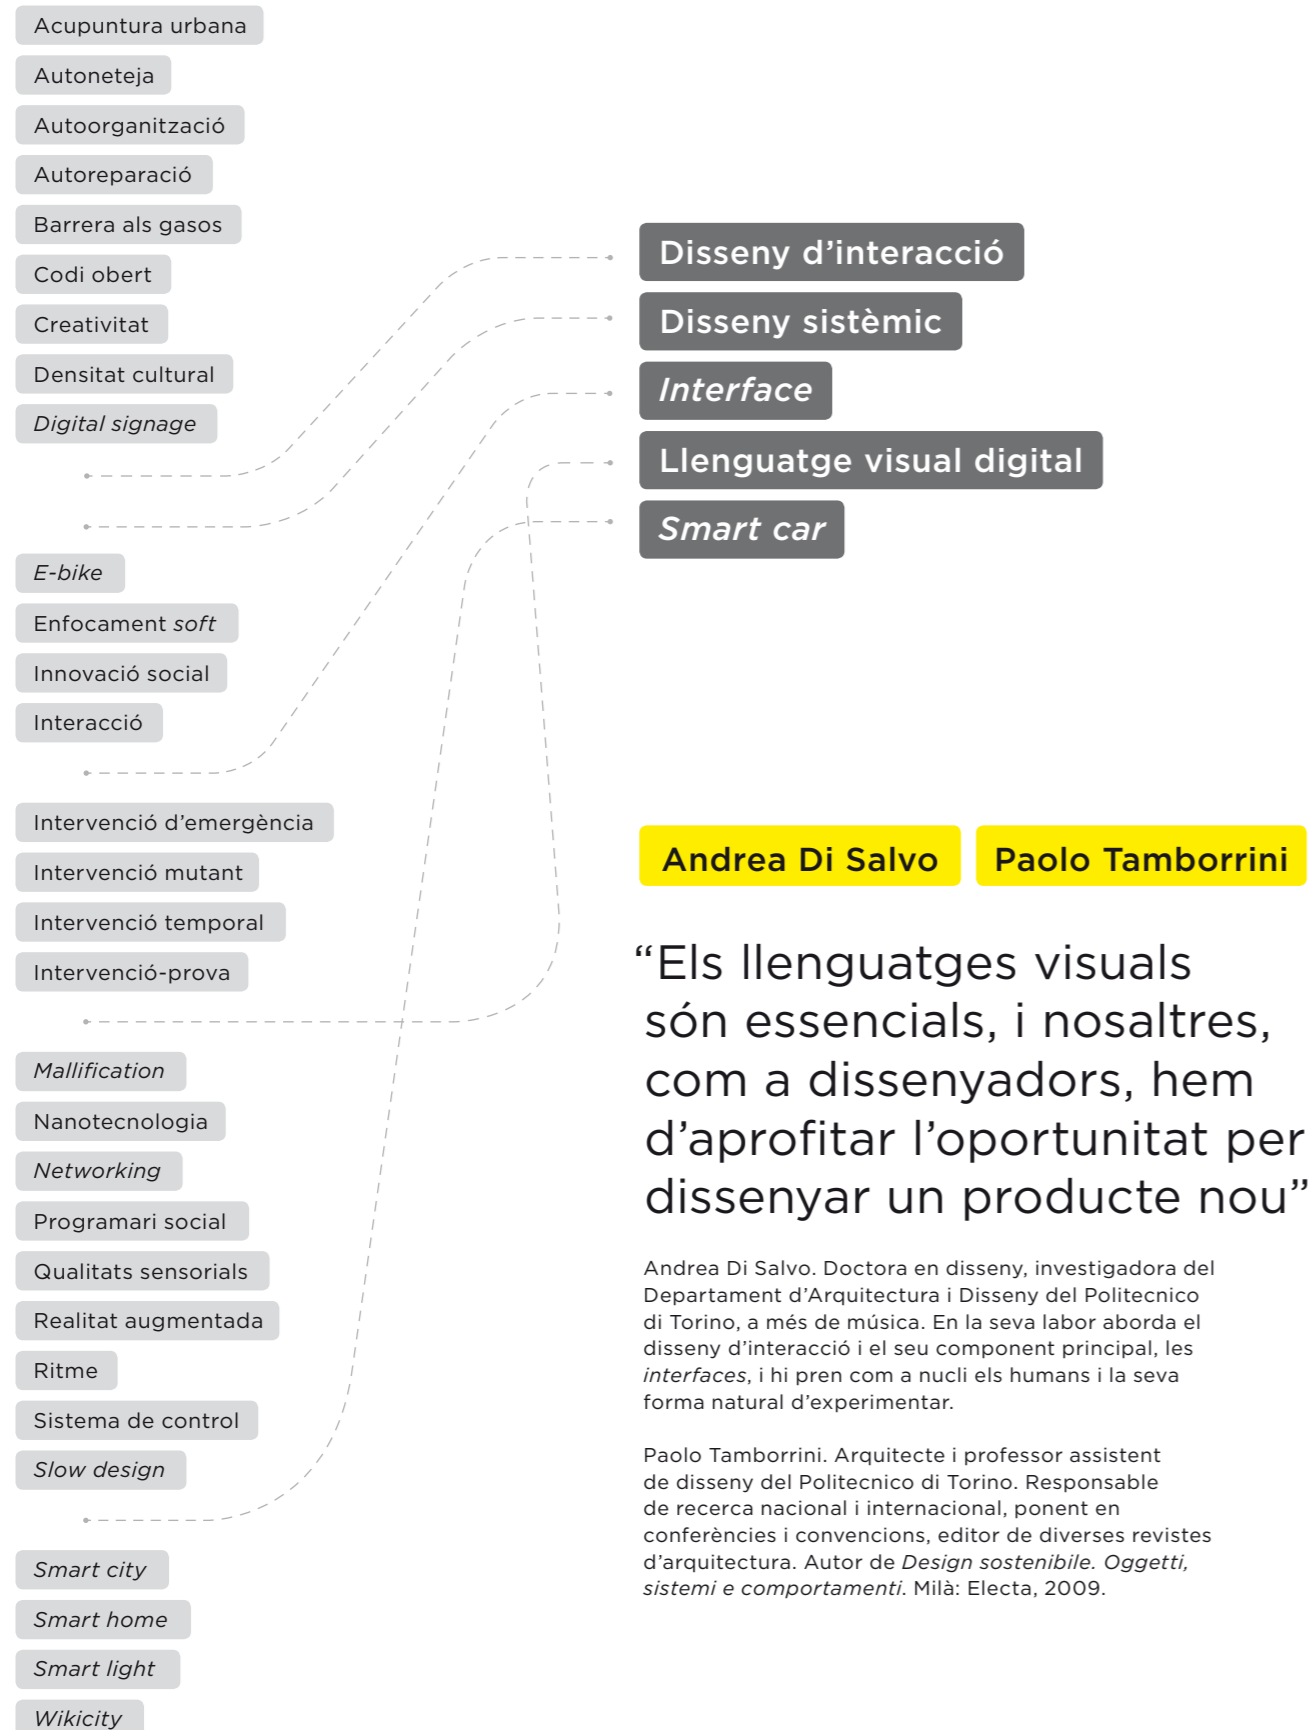 Acupuntura urbana
Autoneteja
Autoorganització
Autoreparació
Barrera als gasos
Codi obert
Creativitat
Densitat cultural
Digital signage
E-bike
Enfocament soft
Innovació social
Interacció
Intervenció d’emergència
Intervenció mutant
Intervenció temporal
Intervenció-prova
Mallification
Nanotecnologia
Networking
Programari social
Qualitats sensorials
Realitat augmentada
Ritme
Sistema de control
Slow design
Smart city
Smart home
Smart light
Wikicity
Disseny d’interacció
Disseny sistèmic
Interface
Llenguatge visual digital
Smart car
Andrea Di Salvo Paolo Tamborrini
“Els llenguatges visuals
són essencials, i nosaltres,
com a dissenyadors, hem
d’aprofitar l’oportunitat per
dissenyar un producte nou”
Andrea Di Salvo. Doctora en disseny, investigadora del
Departament d’Arquitectura i Disseny del Politecnico
di Torino, a més de música. En la seva labor aborda el
disseny d’interacció i el seu component principal, les
interfaces, i hi pren com a nucli els humans i la seva
forma natural d’experimentar.
Paolo Tamborrini. Arquitecte i professor assistent
de disseny del Politecnico di Torino. Responsable
de recerca nacional i internacional, ponent en
conferències i convencions, editor de diverses revistes
d’arquitectura. Autor de Design sostenibile. Oggetti,
sistemi e comportamenti. Milà: Electa, 2009.